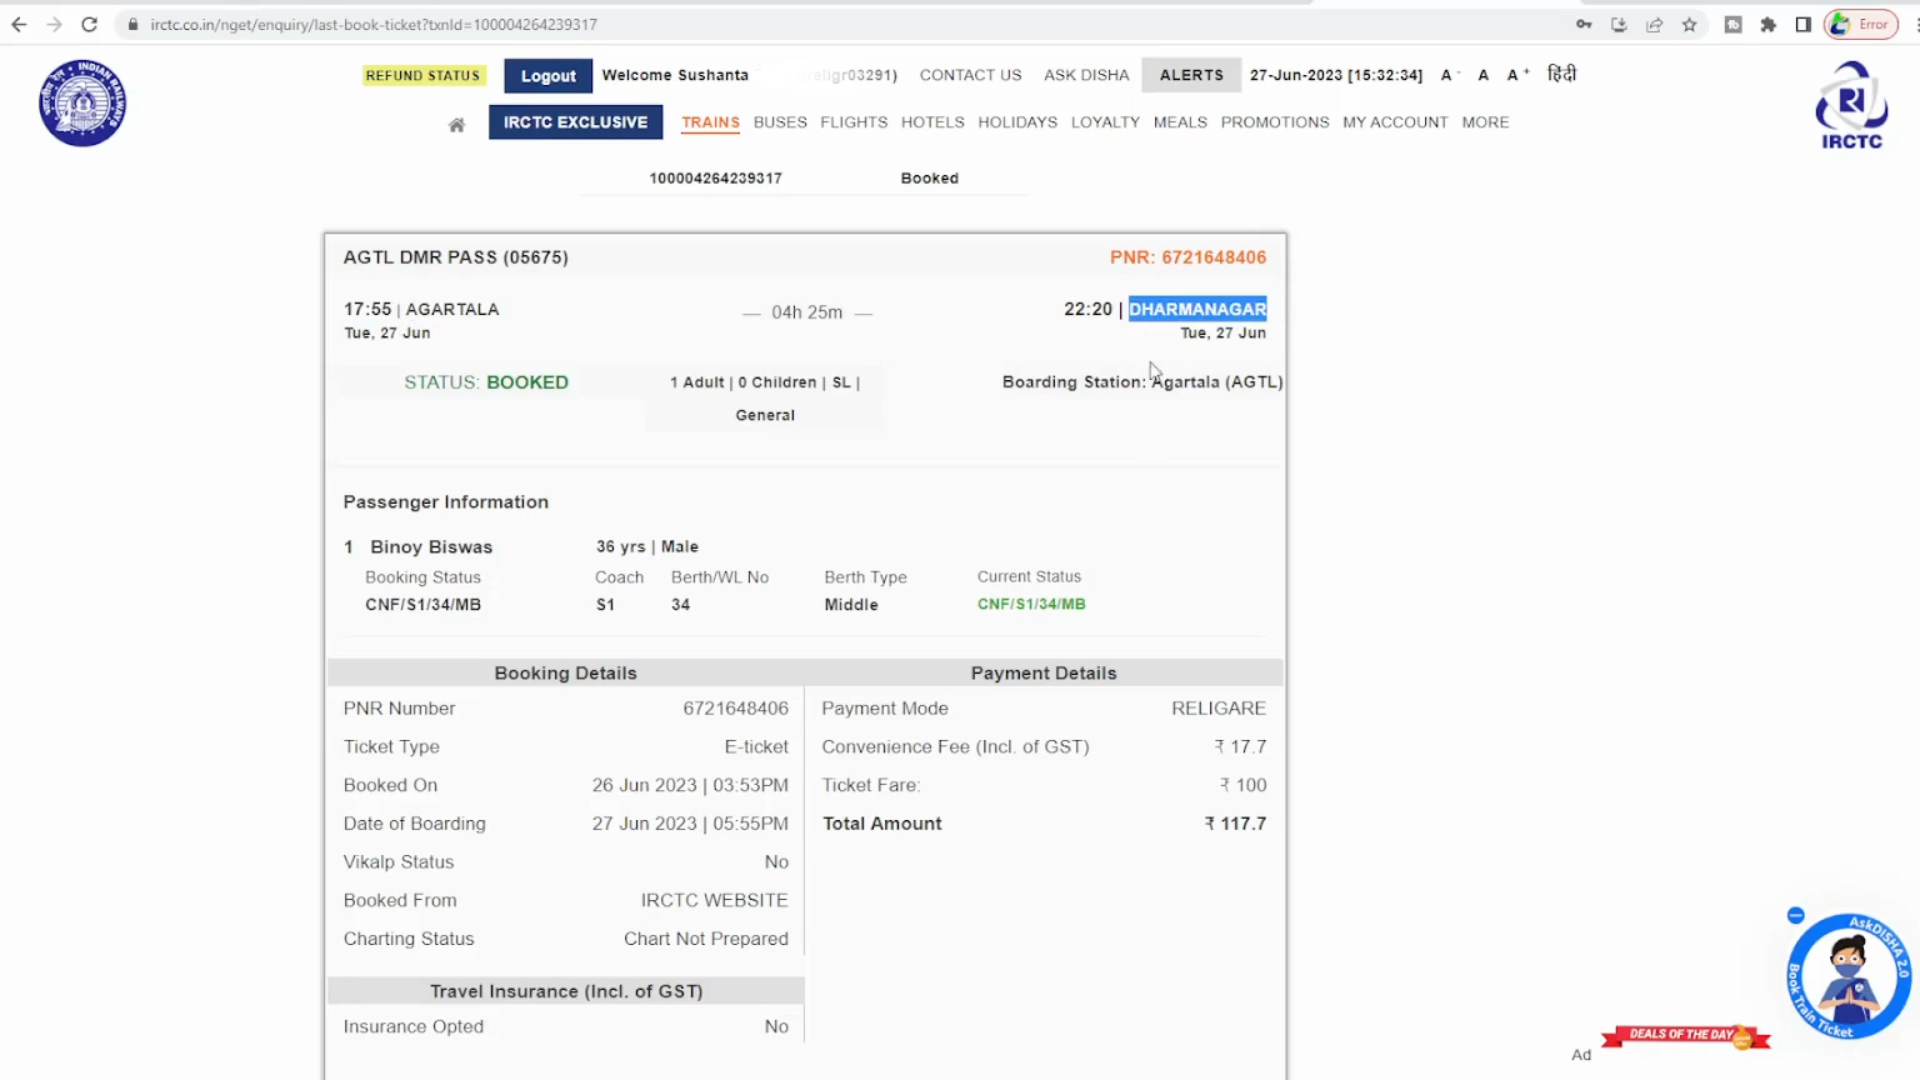 irctc.co.in/nget/enquiry/last-book-ticket?txnId=100004264239317
Error
INDIAN RAILWAYS
REFUND STATUS Logout Welcome Sushanta religr03291) CONTACT US ASK DISHA ALERTS 27-Jun-2023 [15:32:34] A- A A+ हिंदी
IRCTC EXCLUSIVE TRAINS BUSES FLIGHTS HOTELS HOLIDAYS LOYALTY MEALS PROMOTIONS MY ACCOUNT MORE
IRCTC
100004264239317 Booked
AGTL DMR PASS (05675) PNR: 6721648406
17:55 | AGARTALA — 04h 25m — 22:20 | DHARMANAGAR
Tue, 27 Jun Tue, 27 Jun
STATUS: BOOKED 1 Adult | 0 Children | SL | Boarding Station: Agartala (AGTL)
General
Passenger Information
1 Binoy Biswas 36 yrs | Male
Booking Status Coach Berth/WL No Berth Type Current Status
CNF/S1/34/MB S1 34 Middle CNF/S1/34/MB
Booking Details Payment Details
PNR Number 6721648406 Payment Mode RELIGARE
Ticket Type E-ticket Convenience Fee (Incl. of GST) ₹ 17.7
Booked On 26 Jun 2023 | 03:53PM Ticket Fare: ₹ 100
Date of Boarding 27 Jun 2023 | 05:55PM Total Amount ₹ 117.7
Vikalp Status No
Booked From IRCTC WEBSITE
Charting Status Chart Not Prepared
Travel Insurance (Incl. of GST)
Insurance Opted No
AskDISHA 2.0
Book Train Ticket
DEALS OF THE DAY
Ad